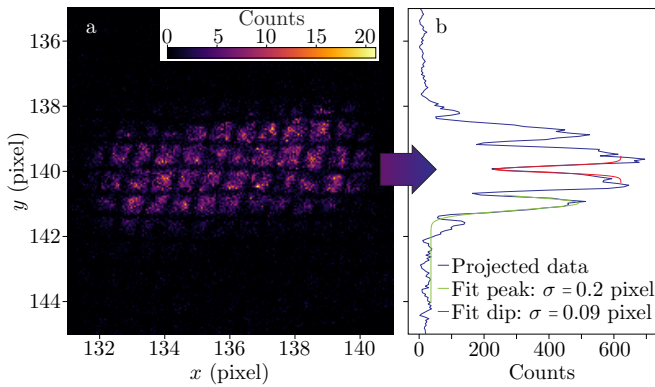 a
Counts
0 5 10 15 20
b
135
138
140
142
144
y (pixel)
132 134 136 138 140
x (pixel)
Projected data
Fit peak: σ = 0.2 pixel
Fit dip: σ = 0.09 pixel
0 200 400 600
Counts